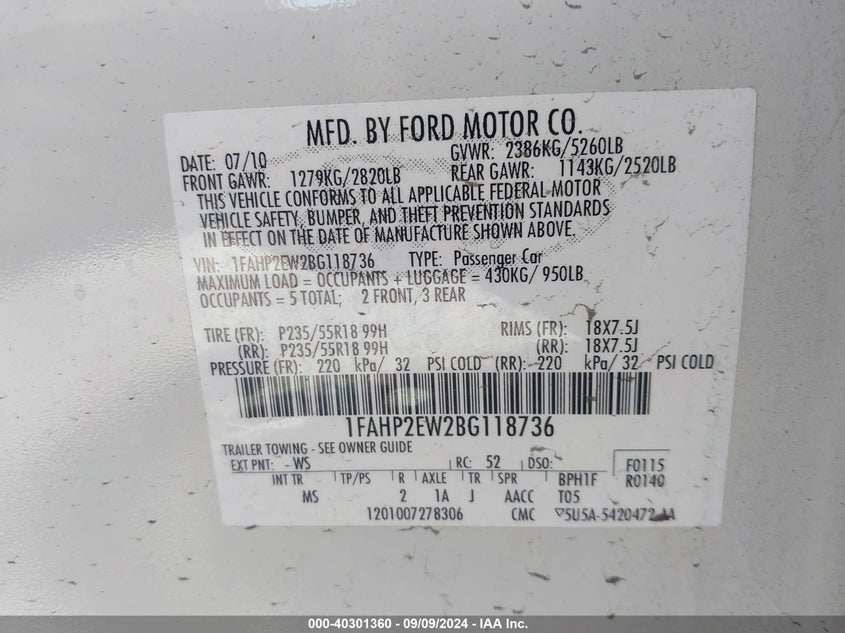 MFD. BY FORD MOTOR CO.
DATE: 07/10 GVWR: 2386KG/5260LB
FRONT GAWR: 1279KG/2820LB REAR GAWR: 1143KG/2520LB
THIS VEHICLE CONFORMS TO ALL APPLICABLE FEDERAL MOTOR
VEHICLE SAFETY, BUMPER, AND THEFT PREVENTION STANDARDS
IN EFFECT ON THE DATE OF MANUFACTURE SHOWN ABOVE.
VIN: 1FAHP2EW2BG118736 TYPE: Passenger Car
MAXIMUM LOAD = OCCUPANTS + LUGGAGE = 430KG/ 950LB
OCCUPANTS = 5 TOTAL; 2 FRONT, 3 REAR
TIRE (FR): P235/55R18 99H RIMS (FR): 18X7.5J
(RR): P235/55R18 99H (RR): 18X7.5J
PRESSURE (FR): 220 kPa/ 32 PSI COLD (RR): 220 kPa/ 32 PSI COLD
1FAHP2EW2BG118736
TRAILER TOWING - SEE OWNER GUIDE
EXT PNT: - WS RC: 52 DSO: F0115
INT TR TP/PS R AXLE TR SPR BPH1F R0140
MS 2 1A J AACC T05
1201007278306 CMC ▽5U5A-5420472-AA
000-40301360 - 09/09/2024 - IAA Inc.